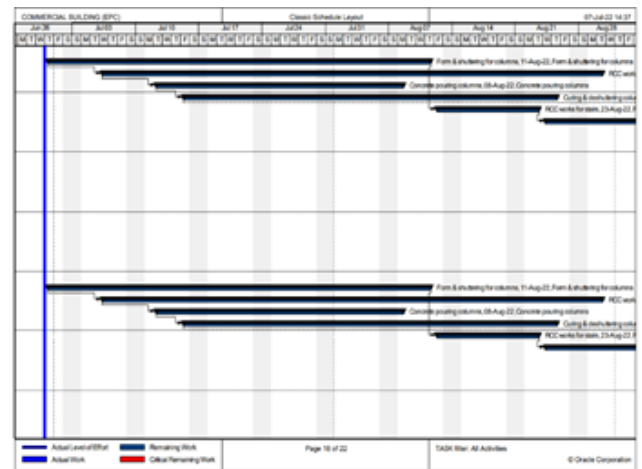 COMMERCIAL BUILDING (EPC) Classic Schedule Layout 07-Jul-22 14:37
Jun 26 Jul 03 Jul 10 Jul 17 Jul 24 Jul 31 Aug 07 Aug 14 Aug 21 Aug 28
Form & shuttering for columns, 11-Aug-22, Form & shuttering for columns
RCC work
Concrete pouring columns, 08-Aug-22, Concrete pouring columns
Curing & deshuttering colu
RCC works for stairs, 23-Aug-22,
Form & shuttering for columns, 11-Aug-22, Form & shuttering for columns
RCC work
Concrete pouring columns, 08-Aug-22, Concrete pouring columns
Curing & deshuttering colu
RCC works for stairs, 23-Aug-22,
Actual Level of Effort Remaining Work Page 18 of 22 TASK filter: All Activities
Actual Work Critical Remaining Work © Oracle Corporation